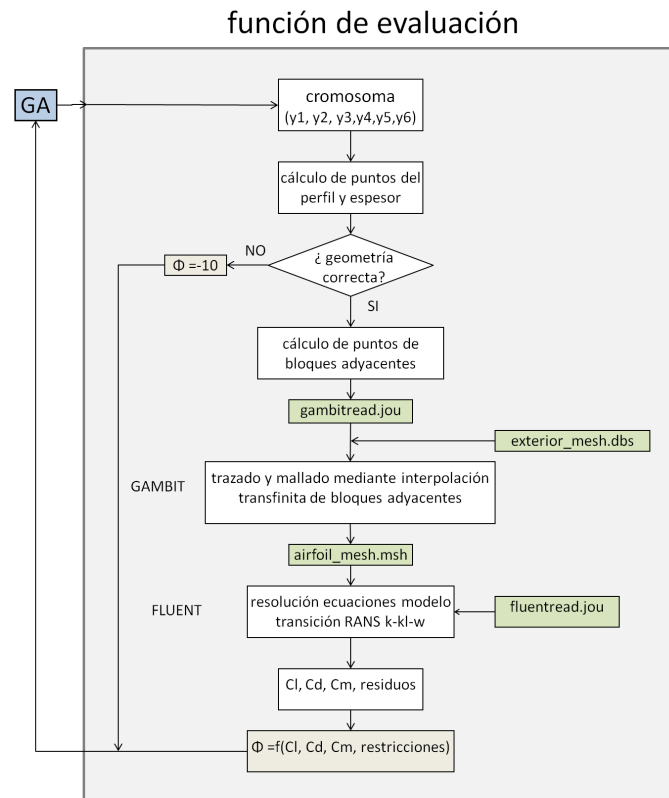 función de evaluación
GA
cromosoma
(y1, y2, y3,y4,y5,y6)
cálculo de puntos del
perfil y espesor
NO
Φ =-10
¿ geometría
correcta?
SI
cálculo de puntos de
bloques adyacentes
gambitread.jou
exterior_mesh.dbs
GAMBIT
trazado y mallado mediante interpolación
transfinita de bloques adyacentes
airfoil_mesh.msh
FLUENT
resolución ecuaciones modelo
transición RANS k-kl-w
fluentread.jou
Cl, Cd, Cm, residuos
Φ =f(Cl, Cd, Cm, restricciones)